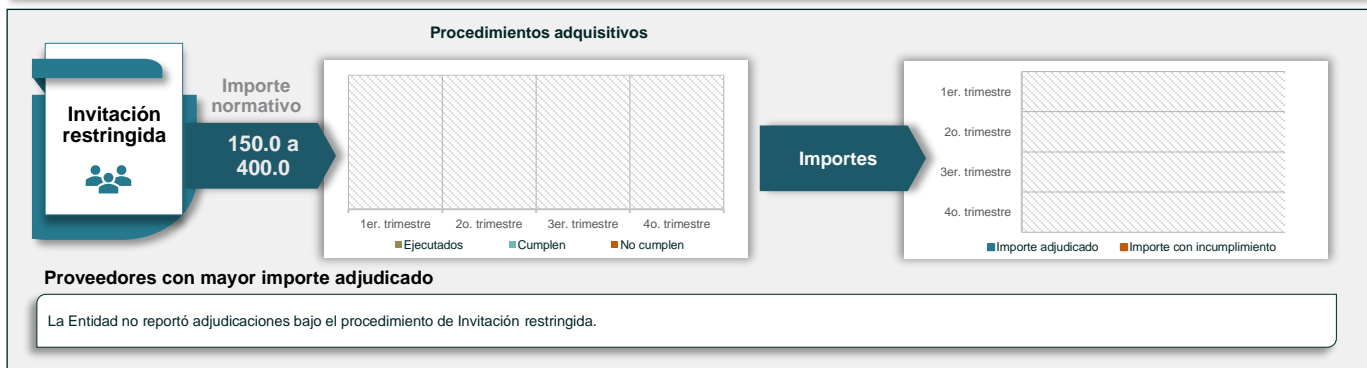 Procedimientos adquisitivos
Invitación
restringida
Importe
normativo
150.0 a
400.0
1er. trimestre
2o. trimestre
3er. trimestre
4o. trimestre
Ejecutados
Cumplen
No cumplen
Importes
1er. trimestre
2o. trimestre
3er. trimestre
4o. trimestre
Importe adjudicado
Importe con incumplimiento
Proveedores con mayor importe adjudicado
La Entidad no reportó adjudicaciones bajo el procedimiento de Invitación restringida.